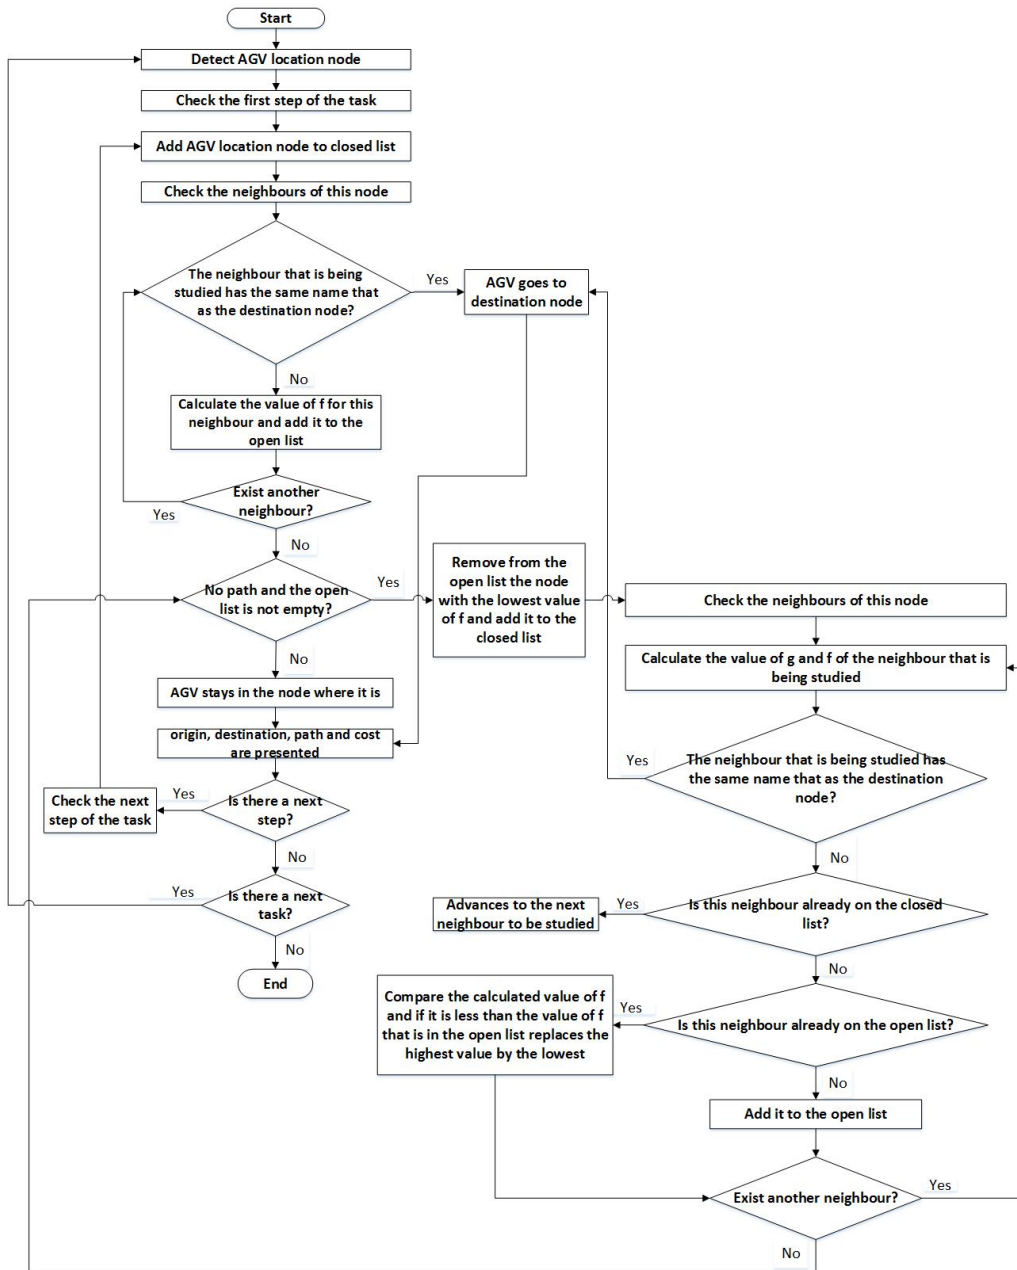 Start
Detect AGV location node
Check the first step of the task
Add AGV location node to closed list
Check the neighbours of this node
The neighbour that is being
studied has the same name that
as the destination node?
Yes
AGV goes to
destination node
No
Calculate the value of f for this
neighbour and add it to the
open list
Exist another
neighbour?
Yes
No
No path and the open
list is not empty?
Yes
Remove from the
open list the node
with the lowest value
of f and add it to the
closed list
Check the neighbours of this node
Calculate the value of g and f of the neighbour that is
being studied
No
AGV stays in the node where it is
origin, destination, path and cost
are presented
The neighbour that is being studied has
the same name that as the destination
node?
Yes
Is there a next
step?
Yes
Check the next
step of the task
No
No
Is there a next
task?
Yes
No
End
Is this neighbour already on the closed
list?
Yes
Advances to the next
neighbour to be studied
No
Is this neighbour already on the open list?
Yes
Compare the calculated value of f
and if it is less than the value of f
that is in the open list replaces the
highest value by the lowest
No
Add it to the open list
Exist another neighbour?
Yes
No